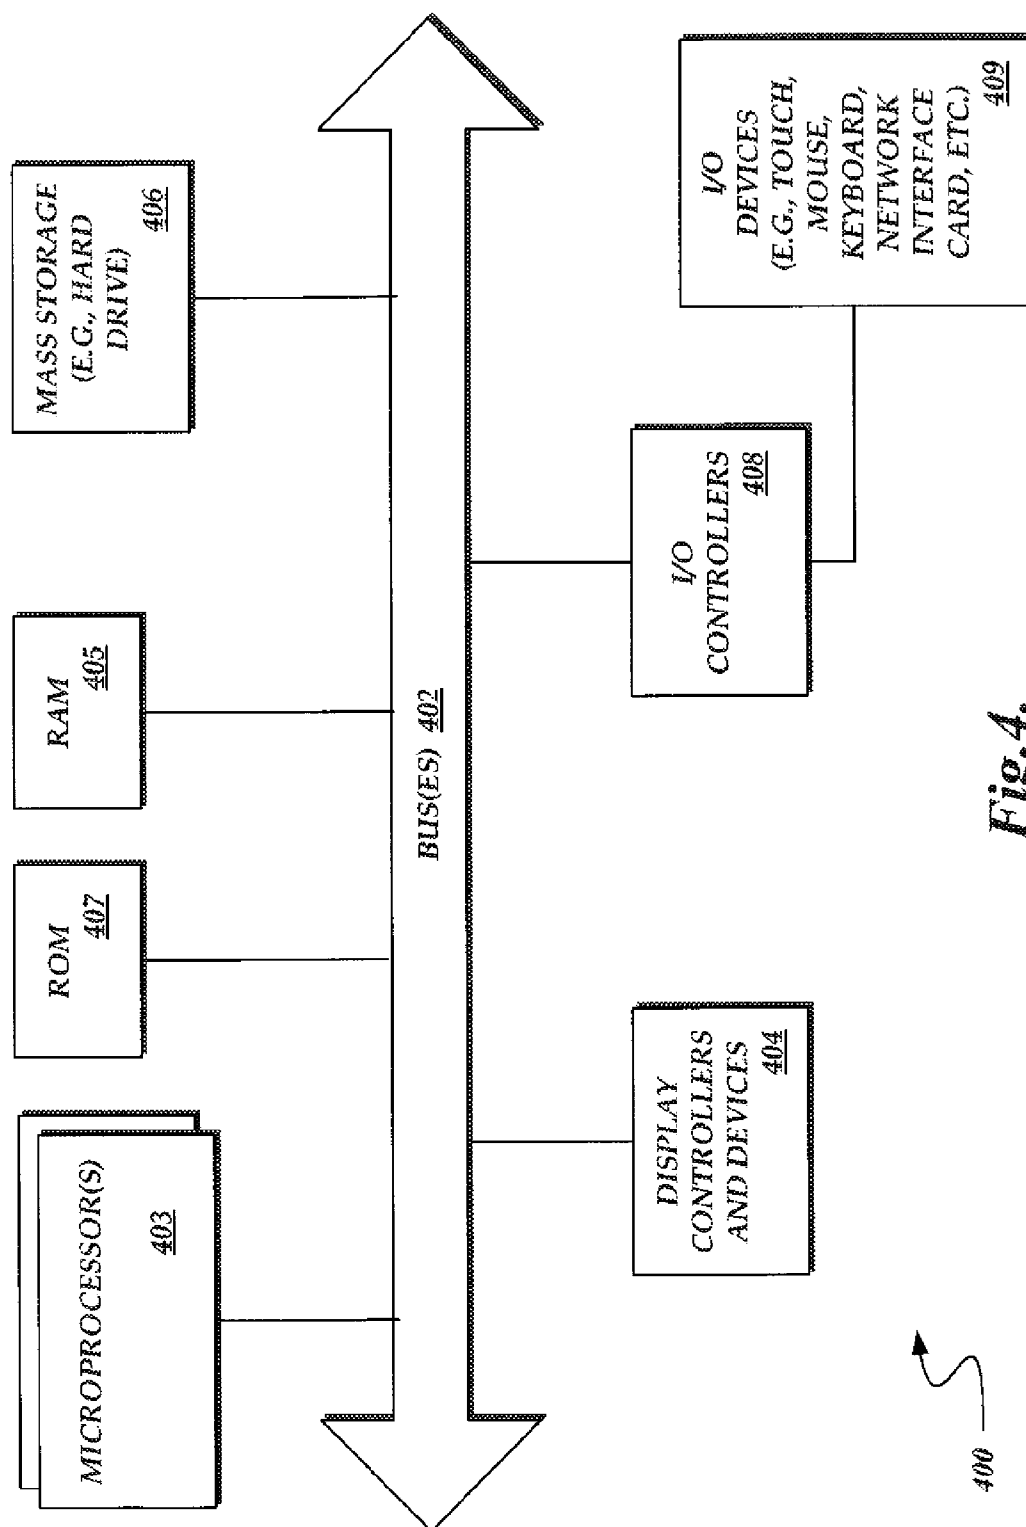 MICROPROCESSOR(S)
403
ROM
407
RAM
405
MASS STORAGE
(E.G., HARD
DRIVE)
406
BUS(ES) 402
DISPLAY
CONTROLLERS
AND DEVICES
404
I/O
CONTROLLERS
408
I/O
DEVICES
(E.G., TOUCH,
MOUSE,
KEYBOARD,
NETWORK
INTERFACE
CARD, ETC.)
409
400
Fig.4.